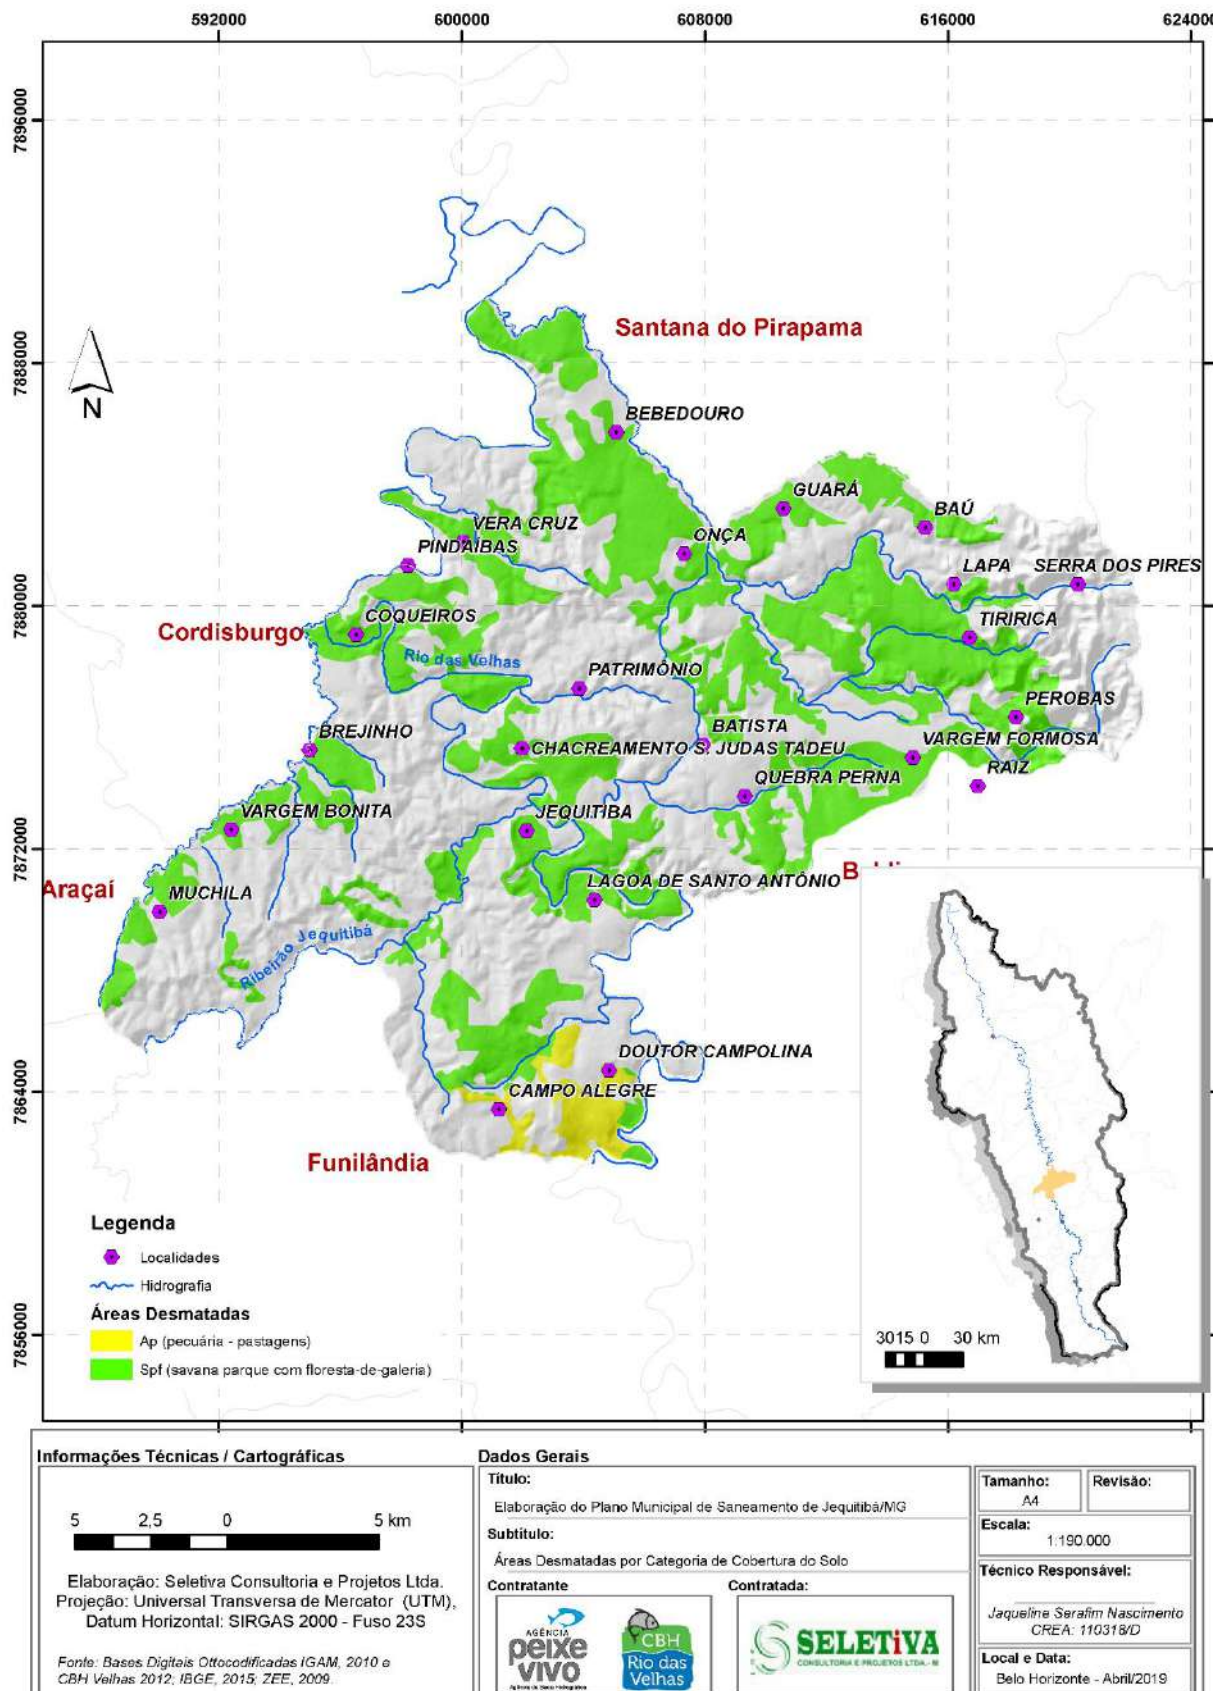 592000 600000 608000 616000 624000
7896000
7888000
7880000
7872000
7864000
7856000
N
Santana do Pirapama
BEBEDOURO
GUARÁ
BAÚ
VERA CRUZ
ONÇA
PINDAÍBAS
LAPA
SERRA DOS PIRES
COQUEIROS
TIRIRICA
Cordisburgo
Rio das Velhas
PATRIMÔNIO
PEROBAS
BREJINHO
BATISTA
VARGEM FORMOSA
CHACREAMENTO S. JUDAS TADEU
RAIZ
QUEBRA PERNA
VARGEM BONITA
JEQUITIBA
LAGOA DE SANTO ANTÔNIO
Araçaí
MUCHILA
Ribeirão Jequitibá
DOUTOR CAMPOLINA
CAMPO ALEGRE
Funilândia
3015 0 30 km
Legenda
Localidades
Hidrografia
Áreas Desmatadas
Ap (pecuária - pastagens)
Spf (savana parque com floresta-de-galeria)
Informações Técnicas / Cartográficas
5 2,5 0 5 km
Elaboração: Seletiva Consultoria e Projetos Ltda.
Projeção: Universal Transversa de Mercator (UTM),
Datum Horizontal: SIRGAS 2000 - Fuso 23S
Fonte: Bases Digitais Ottocodificadas IGAM, 2010 e
CBH Velhas 2012; IBGE, 2015; ZEE, 2009.
Dados Gerais
Título:
Elaboração do Plano Municipal de Saneamento de Jequitibá/MG
Subtítulo:
Áreas Desmatadas por Categoria de Cobertura do Solo
Contratante
AGÊNCIA
peixe
vivo
CBH
Rio das
Velhas
Contratada:
SELETiVA
CONSULTORIA E PROJETOS LTDA.- M
Tamanho:
A4
Revisão:
Escala:
1:190.000
Técnico Responsável:
Jaqueline Serafim Nascimento
CREA: 110318/D
Local e Data:
Belo Horizonte - Abril/2019